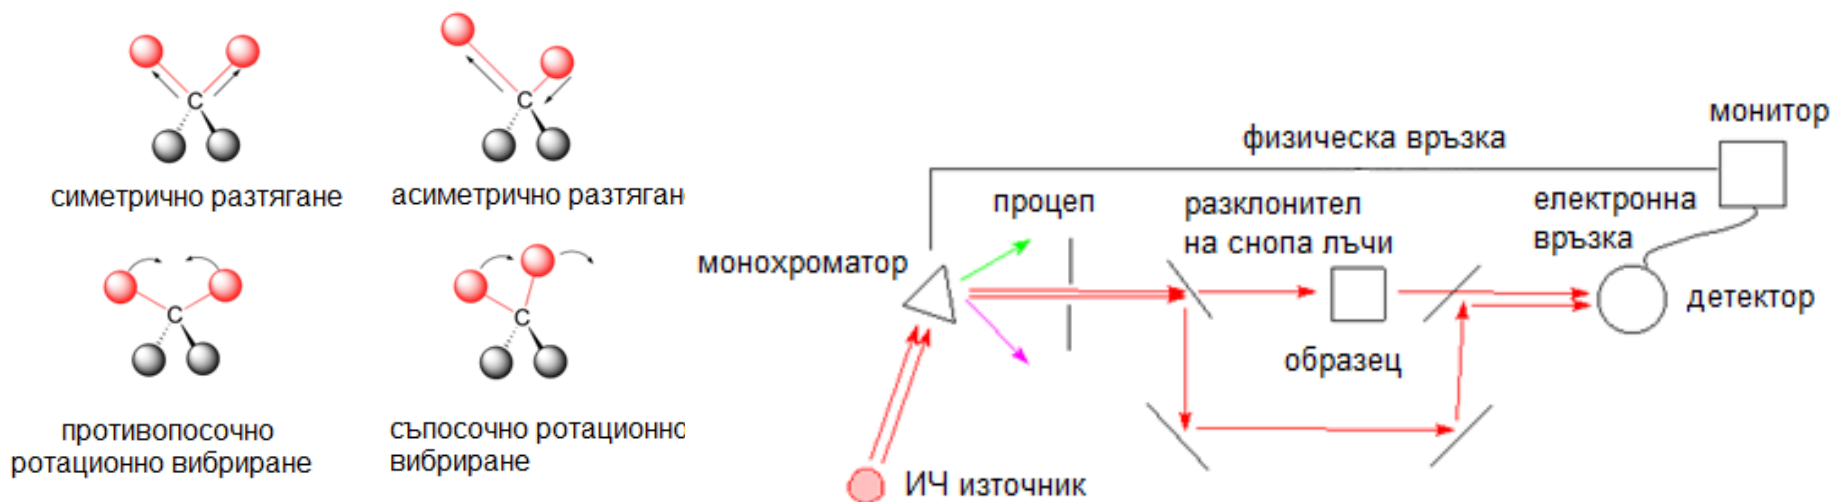 C
C
симетрично разтягане
асиметрично разтяган
C
C
противопосочно
ротационно вибриране
съпосочно ротационно
вибриране
монитор
физическа връзка
процеп
разклонител
на снопа лъчи
електронна
връзка
монохроматор
детектор
образец
ИЧ източник